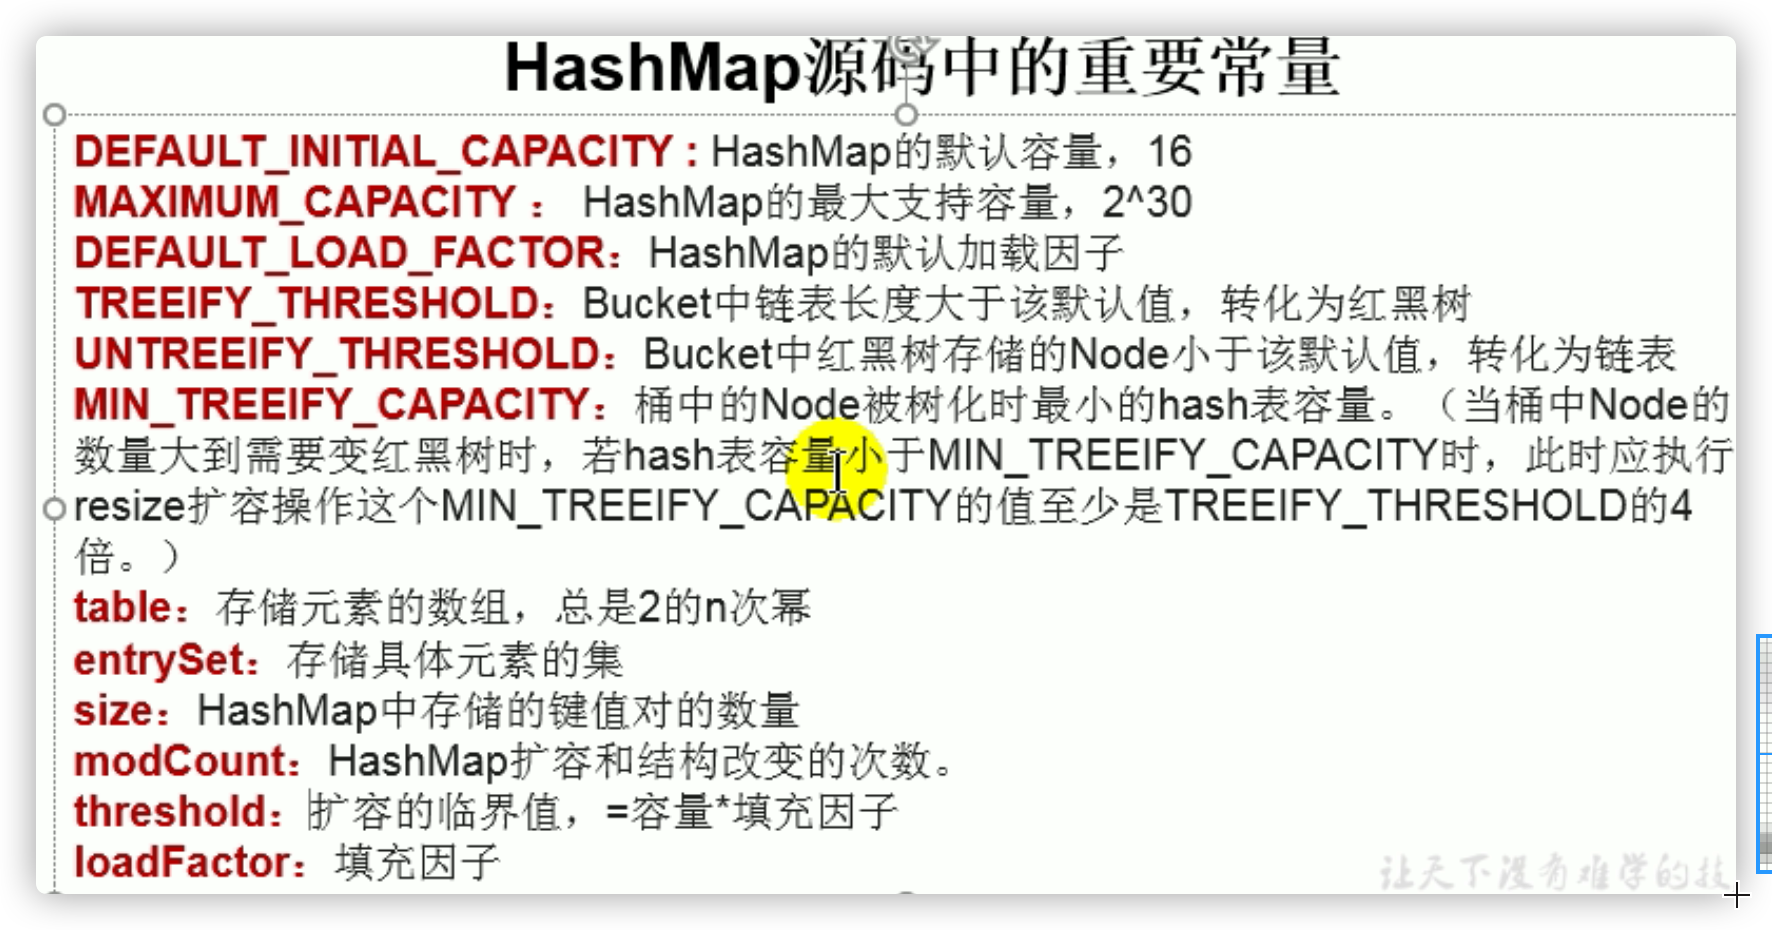 HashMap源码中的重要常量
DEFAULT_INITIAL_CAPACITY : HashMap的默认容量，16
MAXIMUM_CAPACITY ： HashMap的最大支持容量，2^30
DEFAULT_LOAD_FACTOR：HashMap的默认加载因子
TREEIFY_THRESHOLD：Bucket中链表长度大于该默认值，转化为红黑树
UNTREEIFY_THRESHOLD：Bucket中红黑树存储的Node小于该默认值，转化为链表
MIN_TREEIFY_CAPACITY：桶中的Node被树化时最小的hash表容量。（当桶中Node的
数量大到需要变红黑树时，若hash表容量小于MIN_TREEIFY_CAPACITY时，此时应执行
resize扩容操作这个MIN_TREEIFY_CAPACITY的值至少是TREEIFY_THRESHOLD的4
倍。）
table：存储元素的数组，总是2的n次幂
entrySet：存储具体元素的集
size：HashMap中存储的键值对的数量
modCount：HashMap扩容和结构改变的次数。
threshold：扩容的临界值，=容量*填充因子
loadFactor：填充因子
让天下没有难学的技